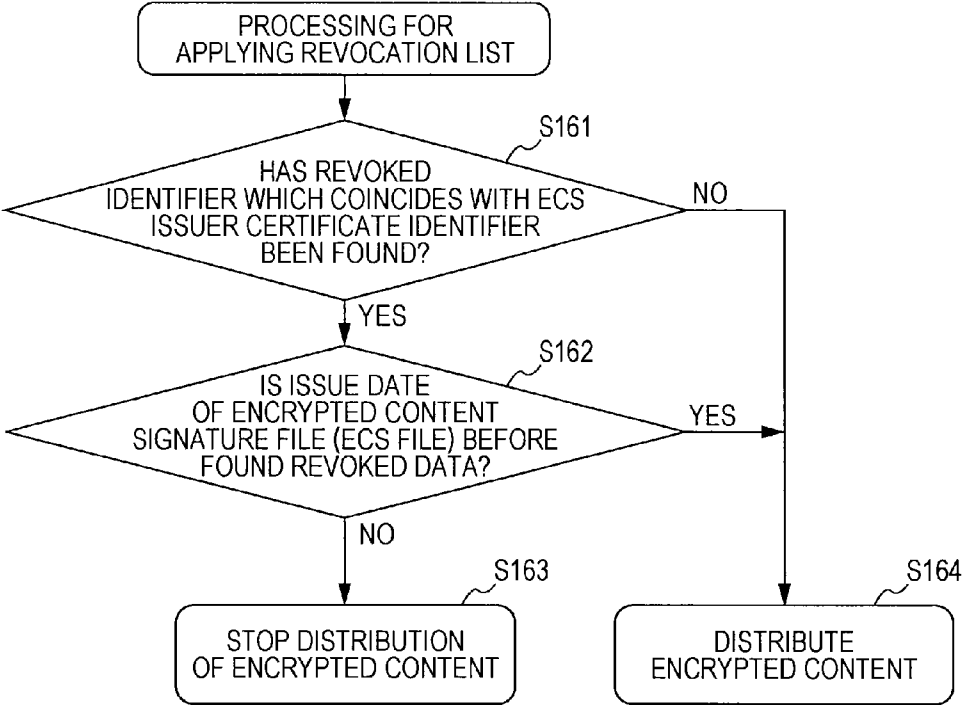 PROCESSING FOR
APPLYING REVOCATION LIST
S161
HAS REVOKED
IDENTIFIER WHICH COINCIDES WITH ECS
ISSUER CERTIFICATE IDENTIFIER
BEEN FOUND?
NO
YES
S162
IS ISSUE DATE
OF ENCRYPTED CONTENT
SIGNATURE FILE (ECS FILE) BEFORE
FOUND REVOKED DATA?
YES
NO
S163
STOP DISTRIBUTION
OF ENCRYPTED CONTENT
S164
DISTRIBUTE
ENCRYPTED CONTENT